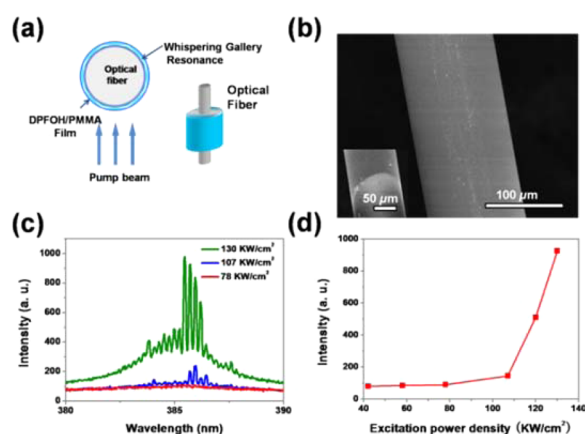 (a)
Whispering Gallery
Resonance
Optical
fiber
Optical
Fiber
DPFOH/PMMA
Film
Pump beam
(b)
50 µm
100 µm
(c)
1000
800
600
400
200
0
Intensity (a. u.)
130 KW/cm²
107 KW/cm²
78 KW/cm²
380
385
390
Wavelength (nm)
(d)
1000
800
600
400
200
0
Intensity (a. u.)
40
60
80
100
120
140
Excitation power density (KW/cm²)